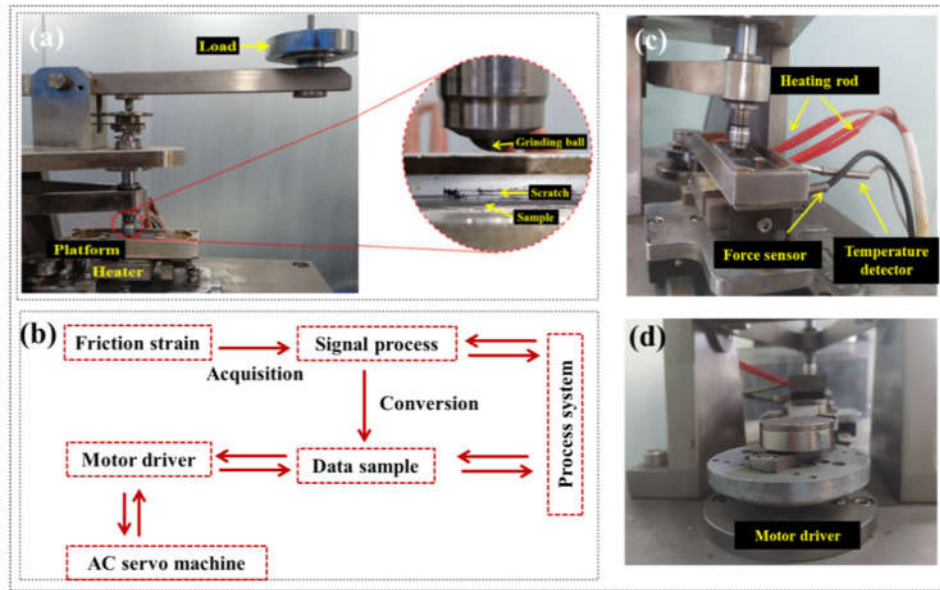 (a)
Load
Grinding ball
Scratch
Sample
Platform
Heater
(b)
Friction strain
Signal process
Acquisition
Conversion
Motor driver
Data sample
Process system
AC servo machine
(c)
Heating rod
Force sensor
Temperature
detector
(d)
Motor driver